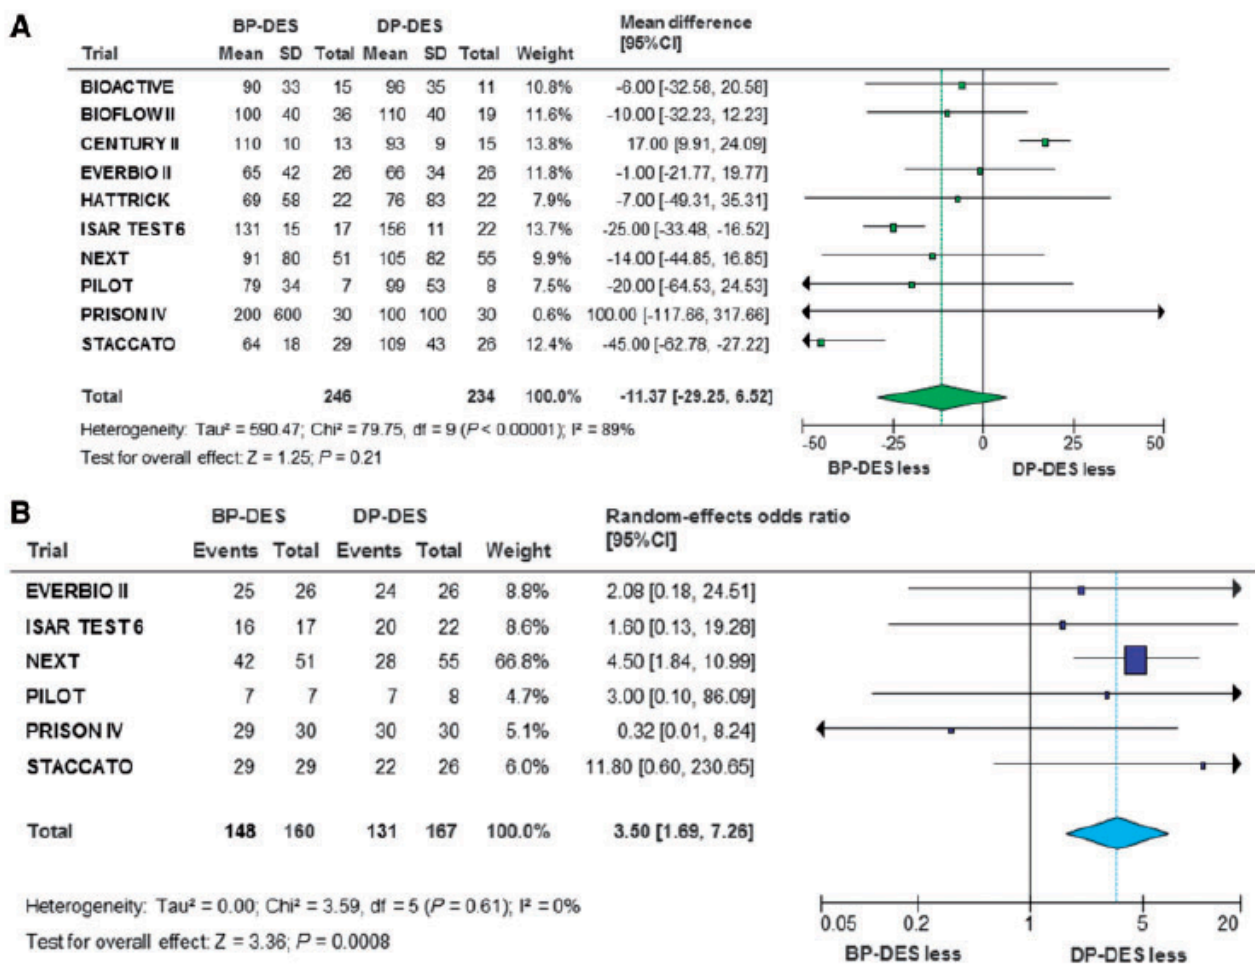 A
BP-DES DP-DES Mean difference
[95%CI]
Trial Mean SD Total Mean SD Total Weight
BIOACTIVE 90 33 15 96 35 11 10.8% -6.00 [-32.58, 20.58]
BIOFLOW II 100 40 36 110 40 19 11.6% -10.00 [-32.23, 12.23]
CENTURY II 110 10 13 93 9 15 13.8% 17.00 [9.91, 24.09]
EVERBIO II 65 42 26 66 34 26 11.8% -1.00 [-21.77, 19.77]
HATTRICK 69 58 22 76 83 22 7.9% -7.00 [-49.31, 35.31]
ISAR TEST 6 131 15 17 156 11 22 13.7% -25.00 [-33.48, -16.52]
NEXT 91 80 51 105 82 55 9.9% -14.00 [-44.85, 16.85]
PILOT 79 34 7 99 53 8 7.5% -20.00 [-64.53, 24.53]
PRISON IV 200 600 30 100 100 30 0.6% 100.00 [-117.66, 317.66]
STACCATO 64 18 29 109 43 26 12.4% -45.00 [-62.78, -27.22]
Total 246 234 100.0% -11.37 [-29.25, 6.52]
Heterogeneity: Tau² = 590.47; Chi² = 79.75, df = 9 (P < 0.00001); I² = 89%
Test for overall effect: Z = 1.25; P = 0.21
-50 -25 0 25 50
BP-DES less DP-DES less
B
BP-DES DP-DES Random-effects odds ratio
[95%CI]
Trial Events Total Events Total Weight
EVERBIO II 25 26 24 26 8.8% 2.08 [0.18, 24.51]
ISAR TEST 6 16 17 20 22 8.6% 1.60 [0.13, 19.28]
NEXT 42 51 28 55 66.8% 4.50 [1.84, 10.99]
PILOT 7 7 7 8 4.7% 3.00 [0.10, 86.09]
PRISON IV 29 30 30 30 5.1% 0.32 [0.01, 8.24]
STACCATO 29 29 22 26 6.0% 11.80 [0.60, 230.65]
Total 148 160 131 167 100.0% 3.50 [1.69, 7.26]
Heterogeneity: Tau² = 0.00; Chi² = 3.59, df = 5 (P = 0.61); I² = 0%
Test for overall effect: Z = 3.36; P = 0.0008
0.05 0.2 1 5 20
BP-DES less DP-DES less